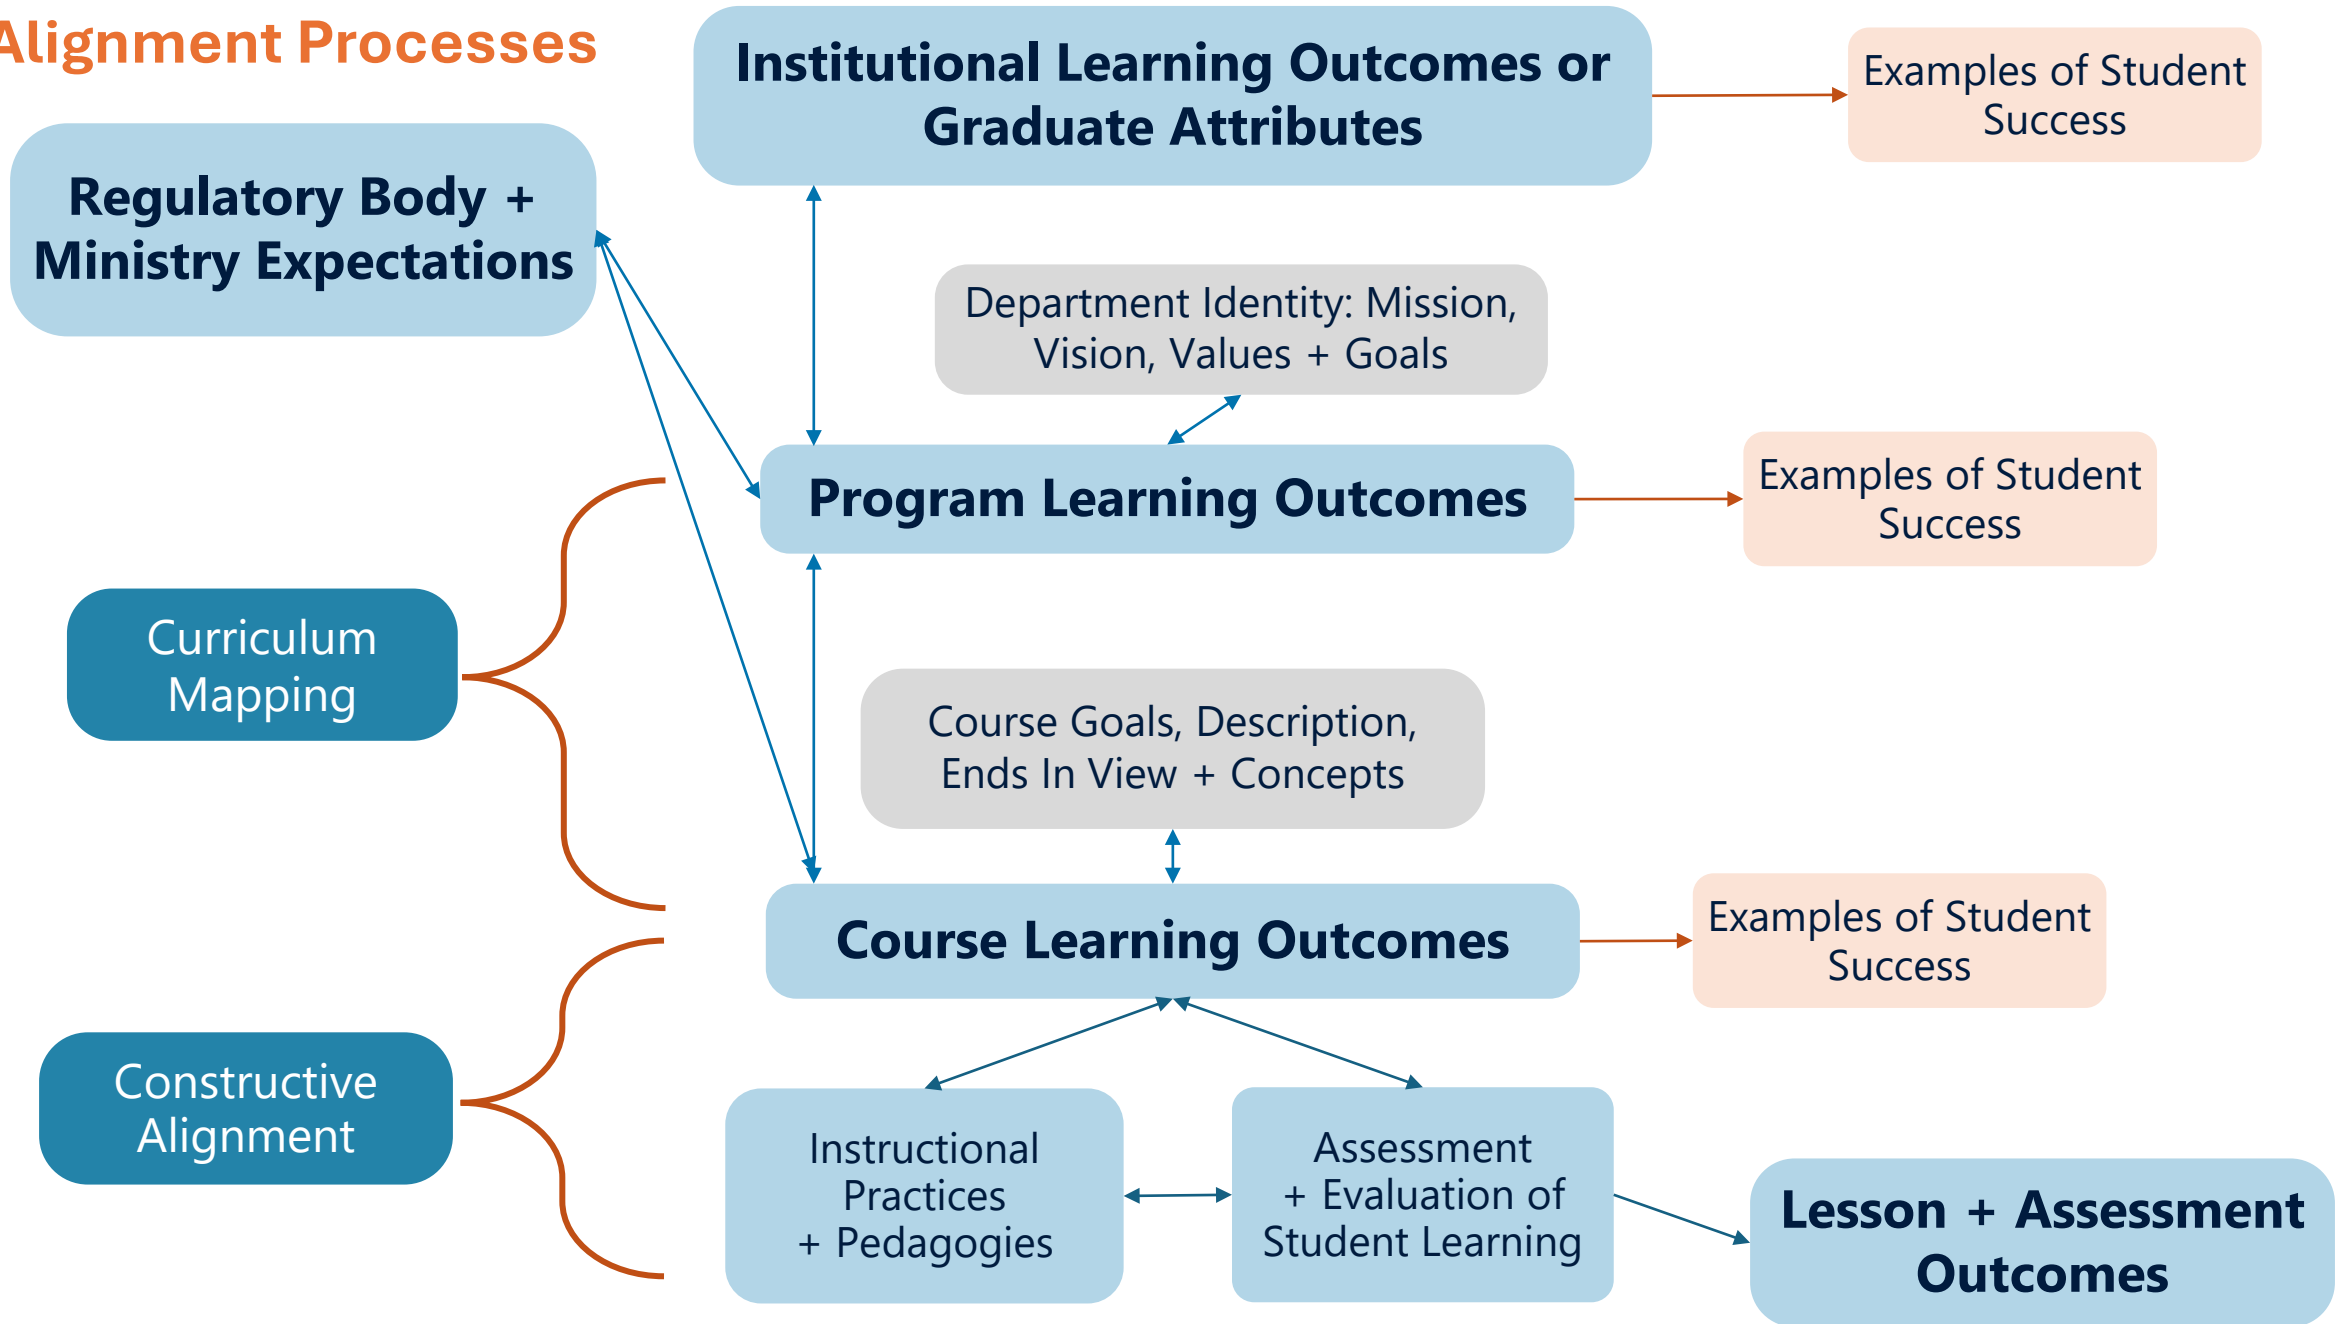 Alignment Processes
Institutional Learning Outcomes or
Graduate Attributes
Examples of Student
Success
Regulatory Body +
Ministry Expectations
Department Identity: Mission,
Vision, Values + Goals
Program Learning Outcomes
Examples of Student
Success
Curriculum
Mapping
Course Goals, Description,
Ends In View + Concepts
Course Learning Outcomes
Examples of Student
Success
Constructive
Alignment
Instructional
Practices
+ Pedagogies
Assessment
+ Evaluation of
Student Learning
Lesson + Assessment
Outcomes